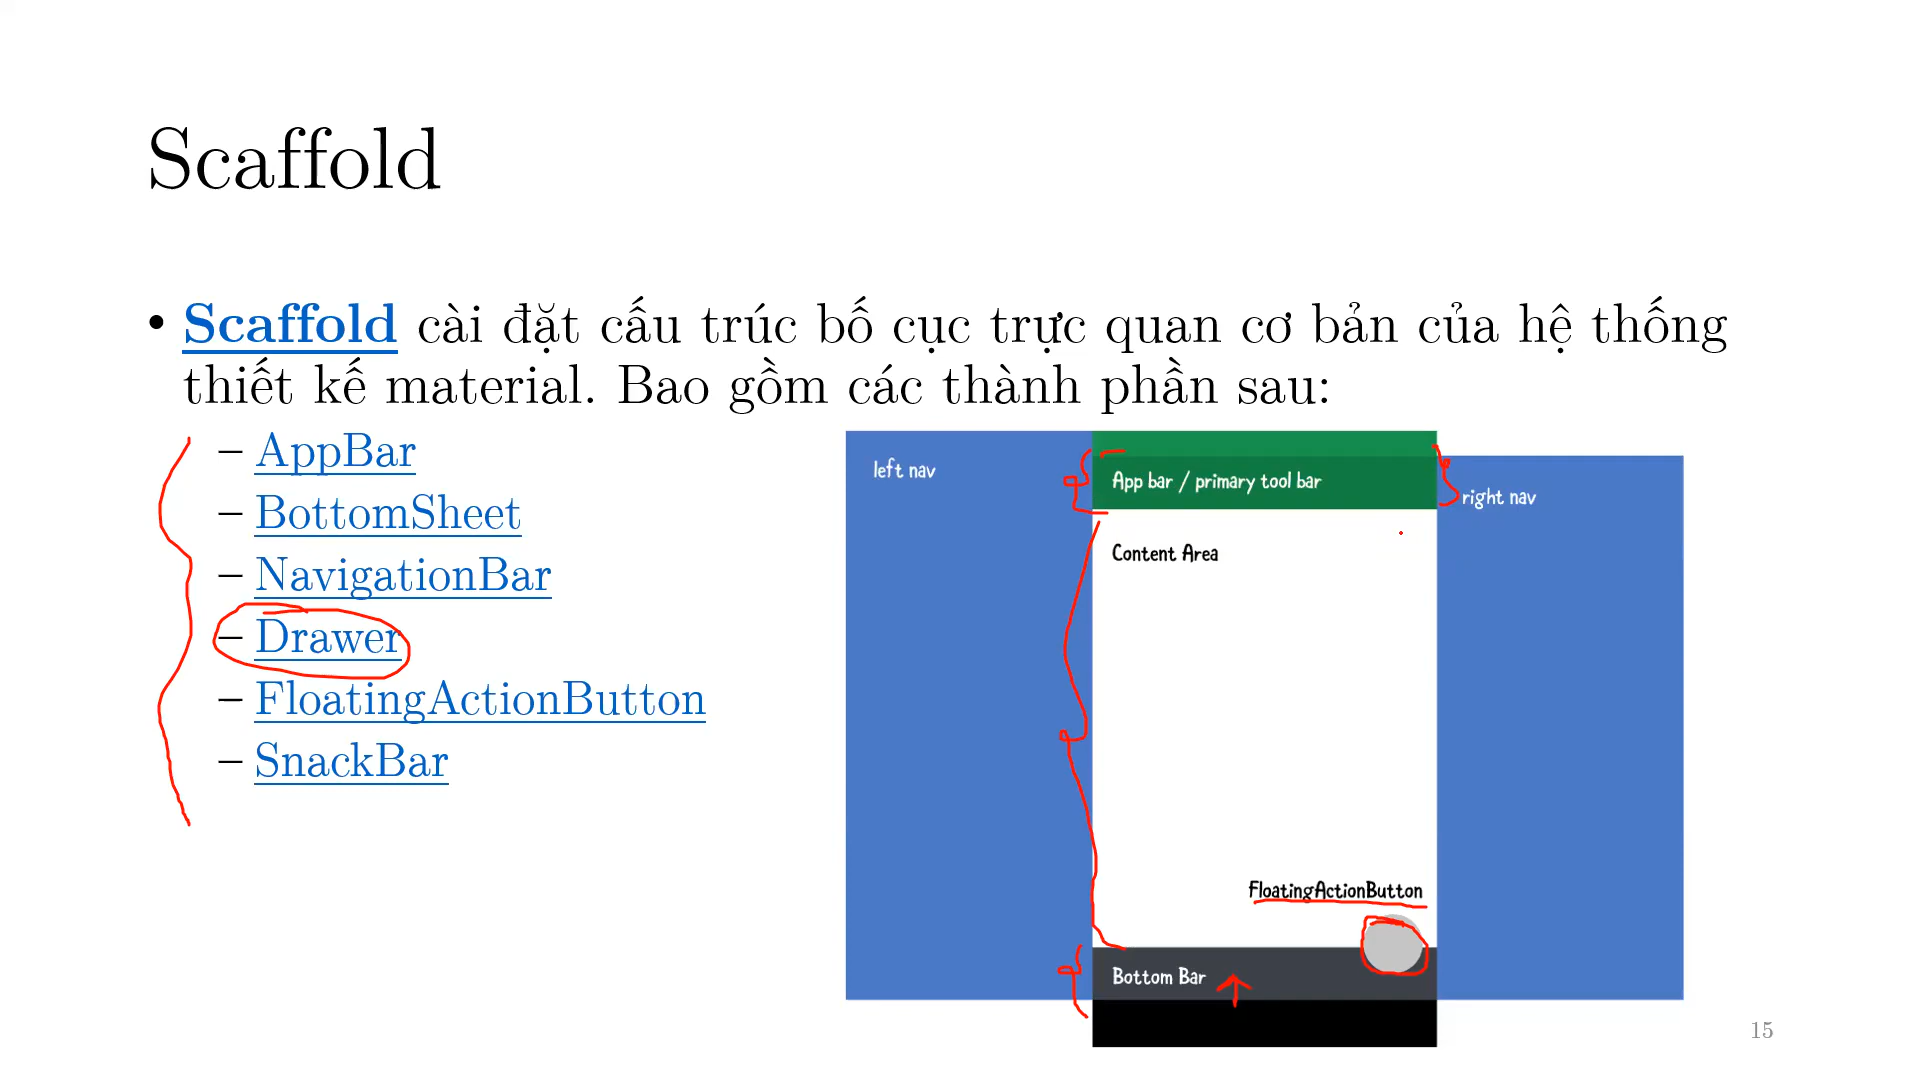 Scaffold
• Scaffold cài đặt cấu trúc bố cục trực quan cơ bản của hệ thống
thiết kế material. Bao gồm các thành phần sau:
– AppBar
– BottomSheet
– NavigationBar
– Drawer
– FloatingActionButton
– SnackBar
left nav
App bar / primary tool bar
right nav
Content Area
FloatingActionButton
Bottom Bar
15